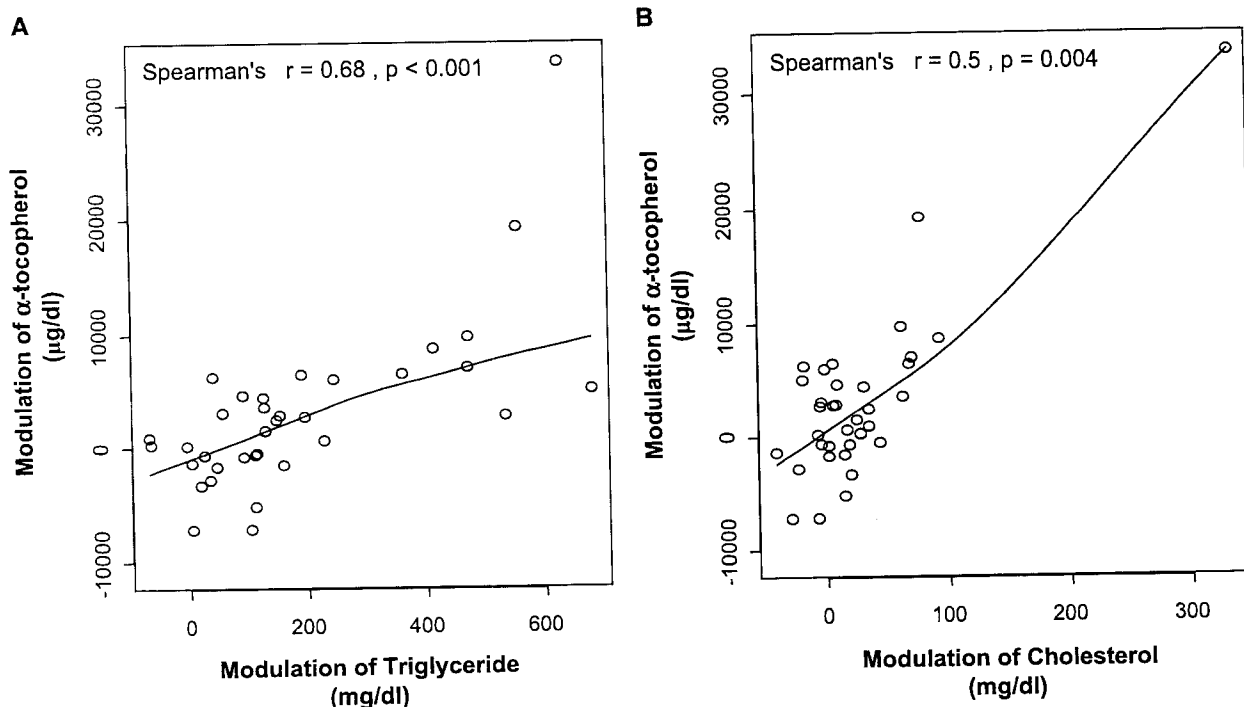 A
Spearman's r = 0.68 , p < 0.001
30000
20000
10000
0
-10000
Modulation of α-tocopherol
(µg/dl)
0 200 400 600
Modulation of Triglyceride
(mg/dl)
B
Spearman's r = 0.5 , p = 0.004
30000
20000
10000
0
-10000
Modulation of α-tocopherol
(µg/dl)
0 100 200 300
Modulation of Cholesterol
(mg/dl)